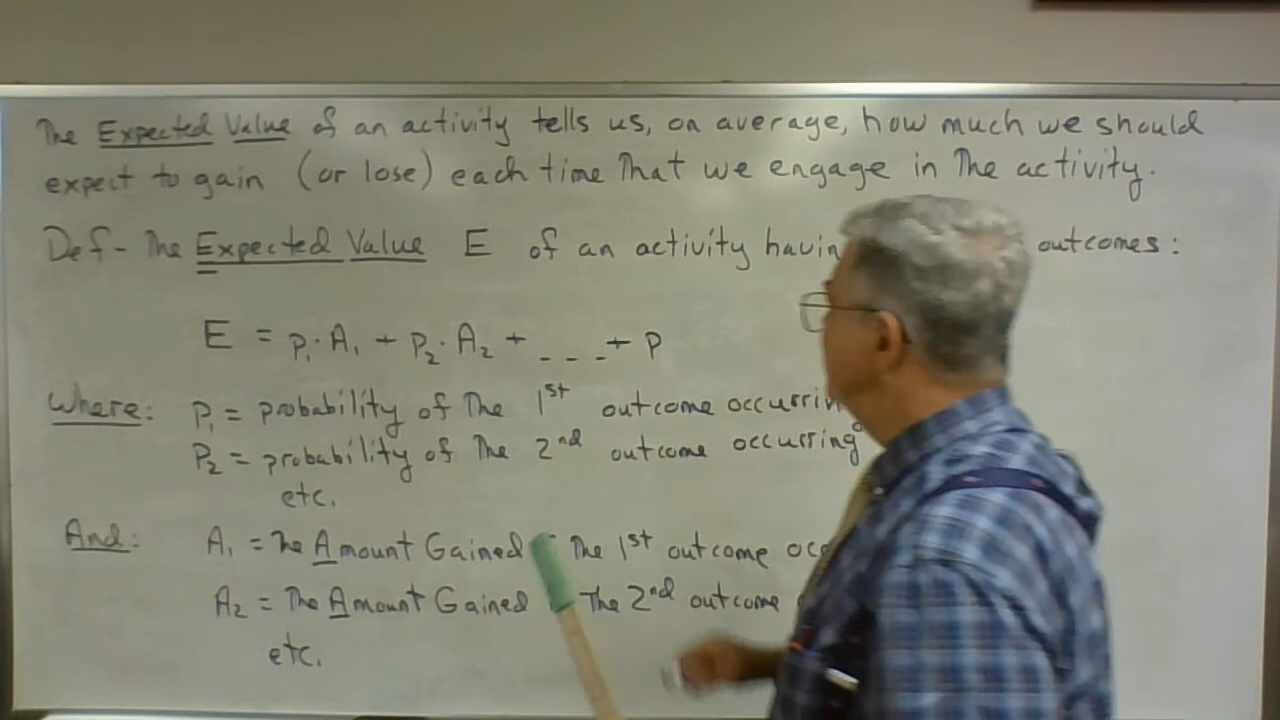 The Expected Value of an activity tells us, on average, how much we should
expect to gain (or lose) each time That we engage in The activity.
Def - The Expected Value E of an activity outcomes:
E = P₁·A₁ + P₂·A₂ + - - - + P
Where: P₁ = probability of The 1st outcome
P₂ = probability of The 2nd outcome occurring
etc.
And: A₁ = The Amount Gained The 1st outcome
A₂ = The Amount Gained The 2nd outcome
etc.